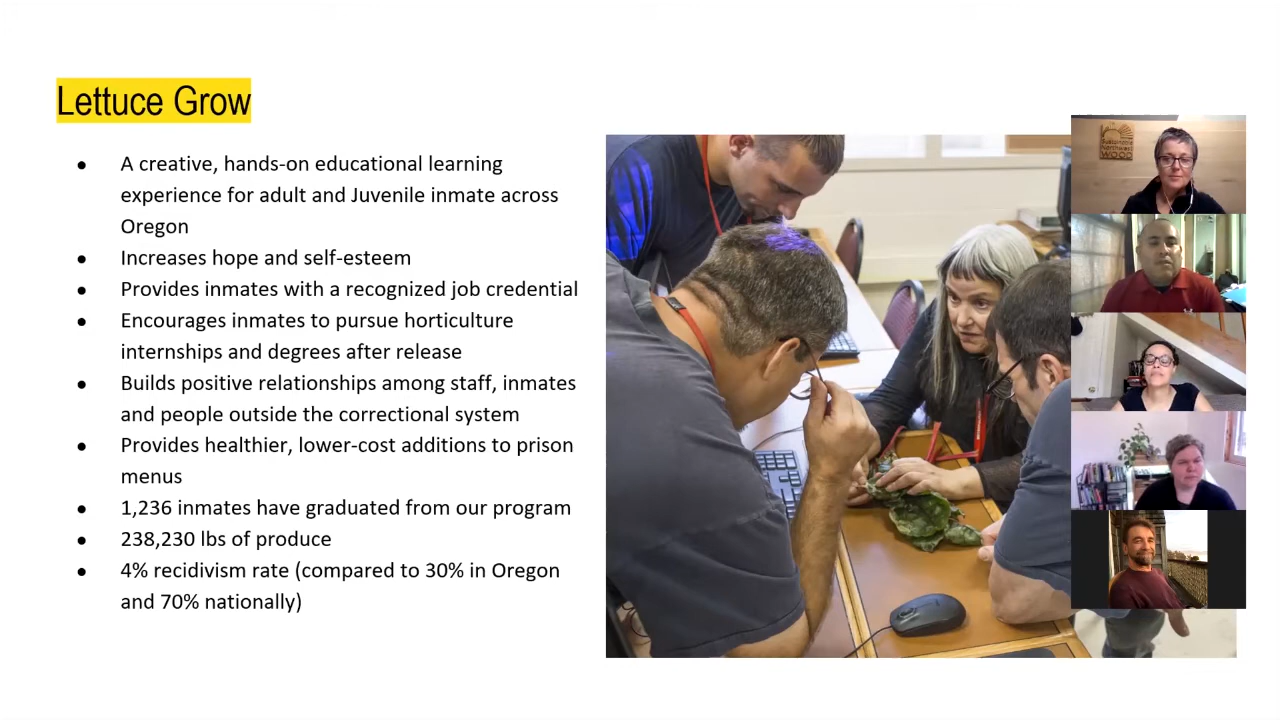 Lettuce Grow
● A creative, hands-on educational learning
experience for adult and Juvenile inmate across
Oregon
● Increases hope and self-esteem
● Provides inmates with a recognized job credential
● Encourages inmates to pursue horticulture
internships and degrees after release
● Builds positive relationships among staff, inmates
and people outside the correctional system
● Provides healthier, lower-cost additions to prison
menus
● 1,236 inmates have graduated from our program
● 238,230 lbs of produce
● 4% recidivism rate (compared to 30% in Oregon
and 70% nationally)
Sustainable
Northwest
WOOD